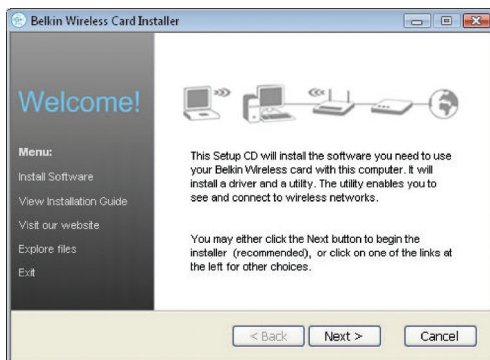 Belkin Wireless Card Installer
Welcome!
Menu:
Install Software
View Installation Guide
Visit our website
Explore files
Exit
This Setup CD will install the software you need to use
your Belkin Wireless card with this computer. It will
install a driver and a utility. The utility enables you to
see and connect to wireless networks.
You may either click the Next button to begin the
installer (recommended), or click on one of the links at
the left for other choices.
< Back
Next >
Cancel